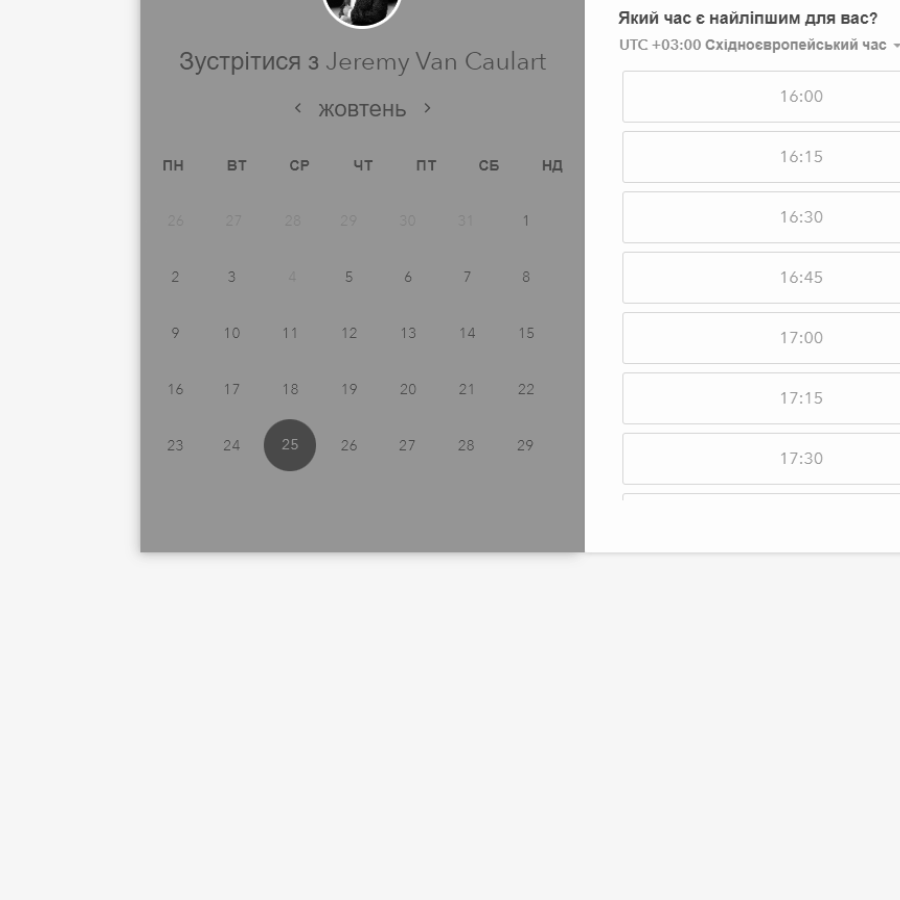 Зустрітися з Jeremy Van Caulart
жовтень
ПН ВТ СР ЧТ ПТ СБ НД
26 27 28 29 30 31 1
2 3 4 5 6 7 8
9 10 11 12 13 14 15
16 17 18 19 20 21 22
23 24 25 26 27 28 29
Який час є найліпшим для вас?
UTC +03:00 Східноєвропейський час
16:00
16:15
16:30
16:45
17:00
17:15
17:30